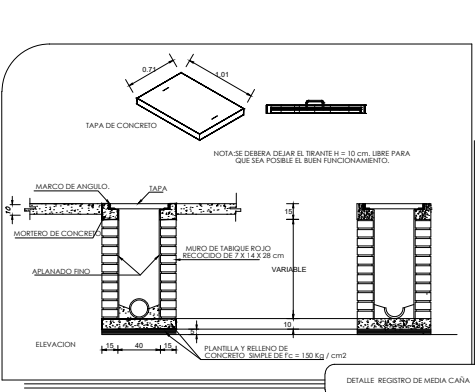 0.71
1.01
TAPA DE CONCRETO
NOTA:SE DEBERA DEJAR EL TIRANTE H = 10 cm. LIBRE PARA
QUE SEA POSIBLE EL BUEN FUNCIONAMIENTO.
MARCO DE ANGULO.
TAPA
10
15
MORTERO DE CONCRETO
MURO DE TABIQUE ROJO
RECOCIDO DE 7 X 14 X 28 cm
APLANADO FINO
VARIABLE
10
5
ELEVACION
15
40
15
PLANTILLA Y RELLENO DE
CONCRETO SIMPLE DE f'c = 150 Kg / cm2
DETALLE REGISTRO DE MEDIA CAÑA